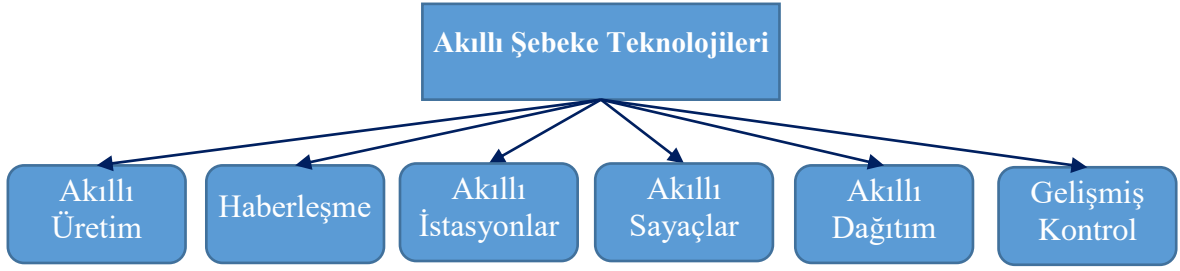 Akıllı Şebeke Teknolojileri
Akıllı
Üretim
Haberleşme
Akıllı
İstasyonlar
Akıllı
Sayaçlar
Akıllı
Dağıtım
Gelişmiş
Kontrol